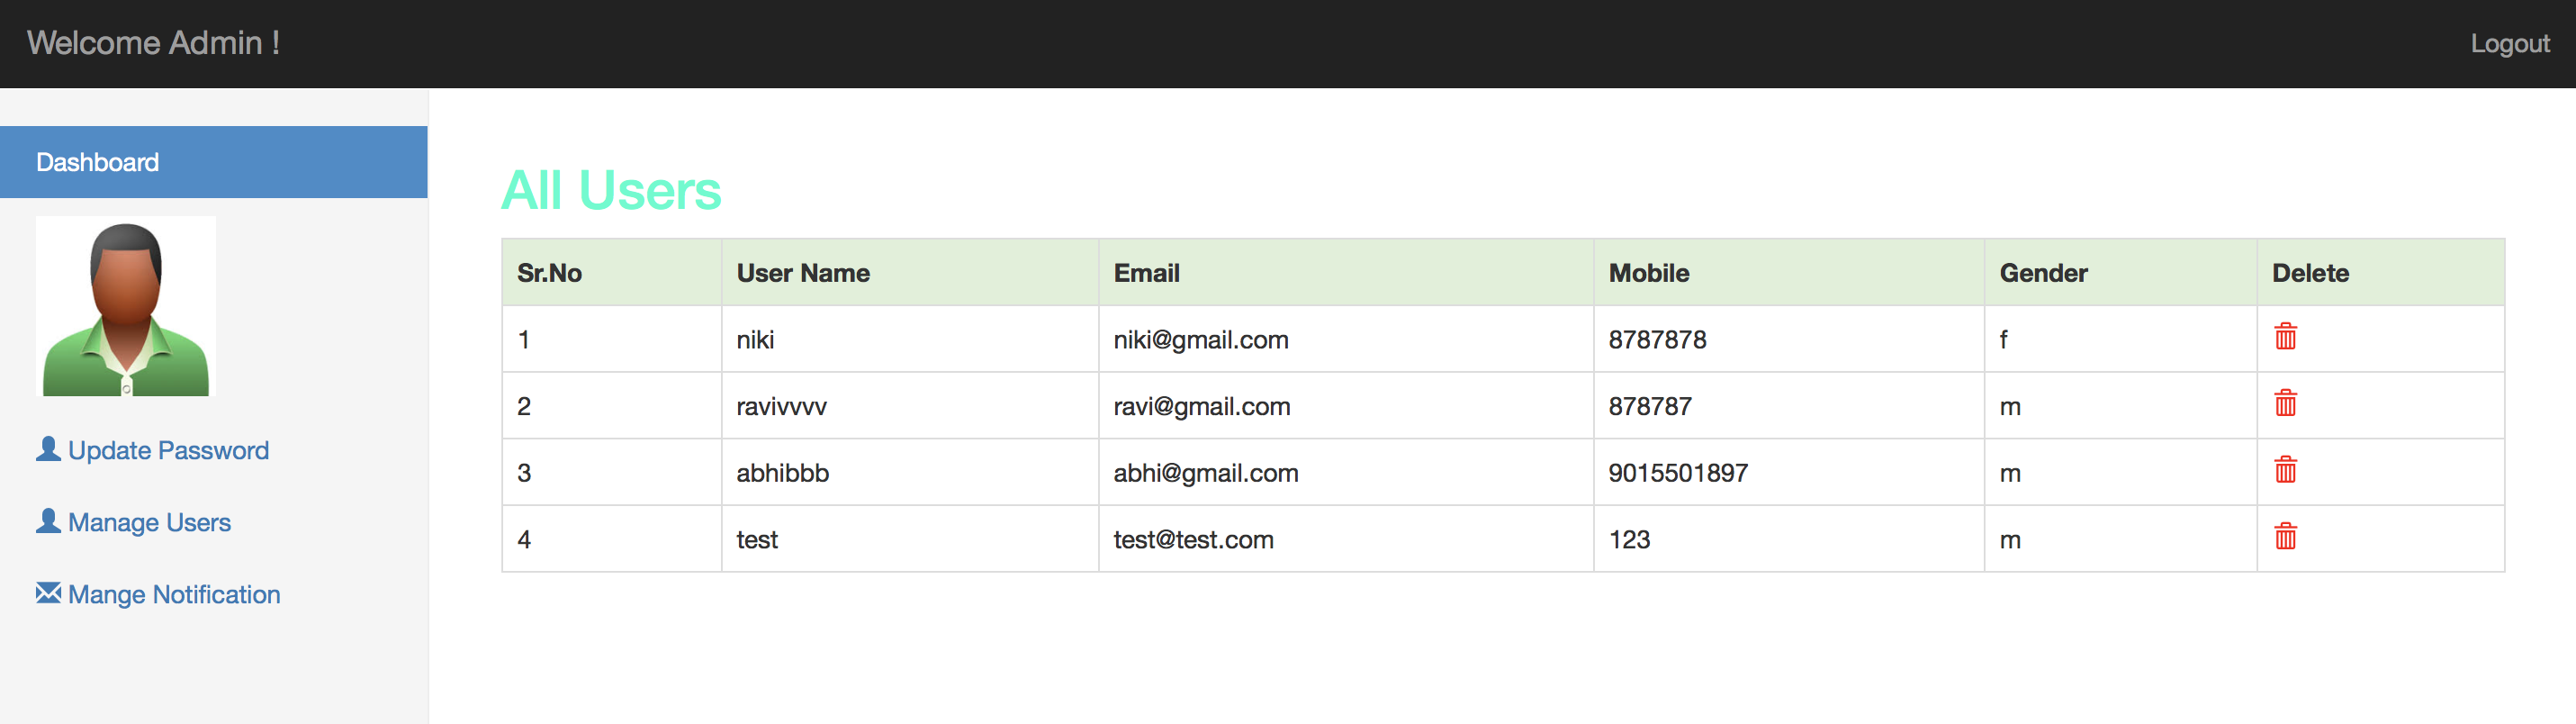 Welcome Admin !
Logout
Dashboard
Update Password
Manage Users
Mange Notification
All Users
Sr.No User Name Email Mobile Gender Delete
1 niki niki@gmail.com 8787878 f
2 ravivvvv ravi@gmail.com 878787 m
3 abhibbb abhi@gmail.com 9015501897 m
4 test test@test.com 123 m